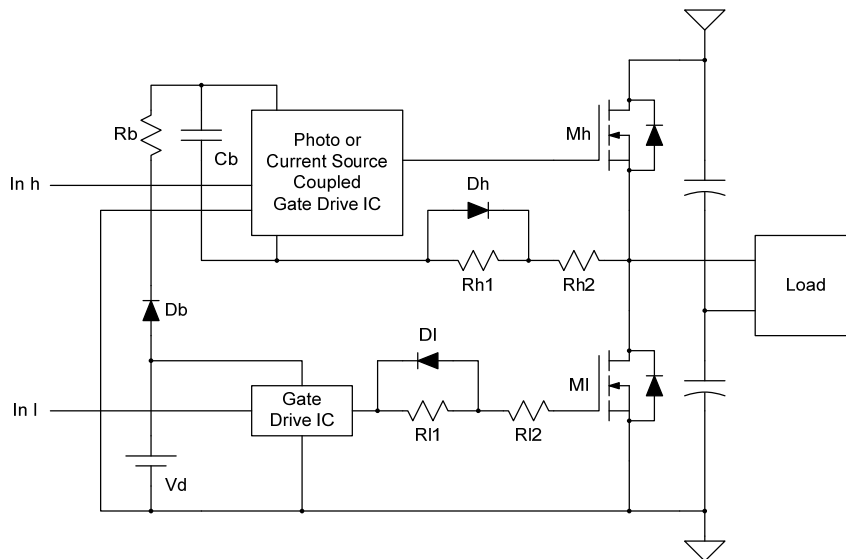 Rb
Cb
Photo or
Current Source
Coupled
Gate Drive IC
Mh
In h
Dh
Rh1
Rh2
Load
Db
Dl
Ml
In l
Gate
Drive IC
Rl1
Rl2
Vd